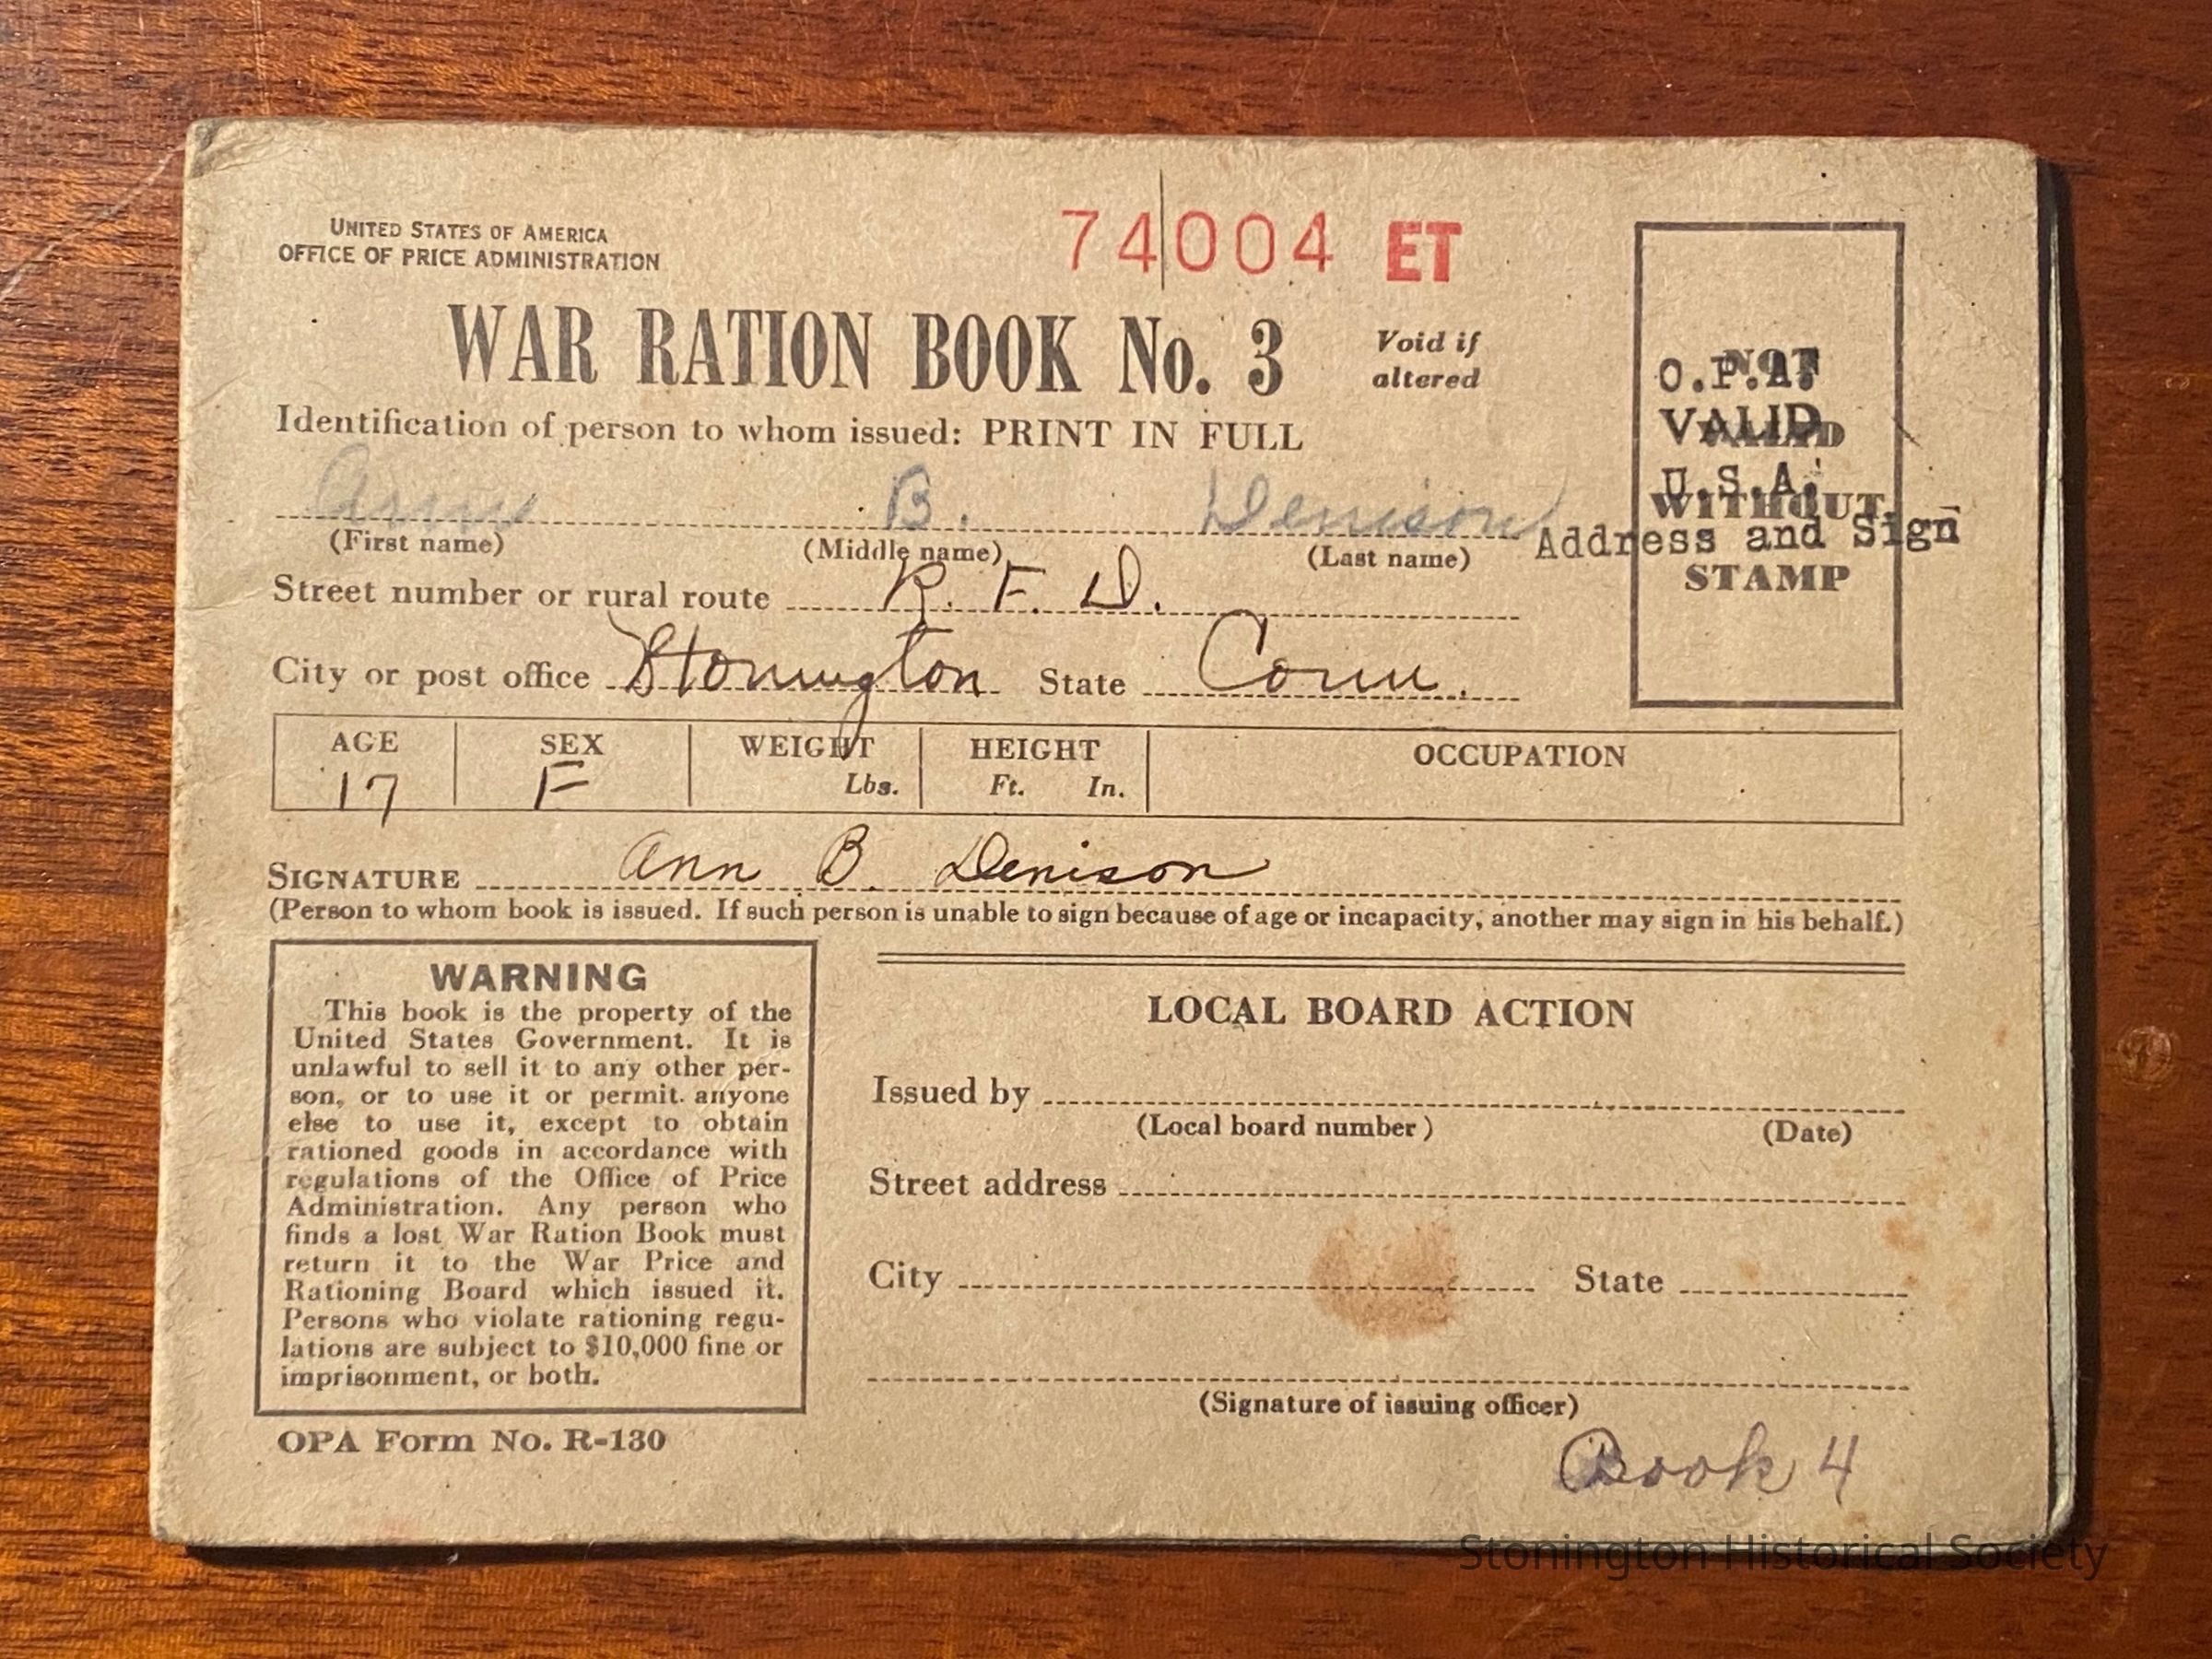 UNITED STATES OF AMERICA
OFFICE OF PRICE ADMINISTRATION
74004 ET
WAR RATION BOOK No. 3
Void if
altered
Identification of person to whom issued: PRINT IN FULL
Ann B. Denison
(First name) (Middle name) (Last name)
Street number or rural route R. F. D.
City or post office Stonington State Conn.
NOT
VALID
WITHOUT
STAMP
O.P.A.
VALID
U.S.A.
Address and Sign
AGE SEX WEIGHT HEIGHT OCCUPATION
17 F Lbs. Ft. In.
SIGNATURE Ann B. Denison
(Person to whom book is issued. If such person is unable to sign because of age or incapacity, another may sign in his behalf.)
WARNING
This book is the property of the
United States Government. It is
unlawful to sell it to any other per-
son, or to use it or permit anyone
else to use it, except to obtain
rationed goods in accordance with
regulations of the Office of Price
Administration. Any person who
finds a lost War Ration Book must
return it to the War Price and
Rationing Board which issued it.
Persons who violate rationing regu-
lations are subject to $10,000 fine or
imprisonment, or both.
OPA Form No. R-130
LOCAL BOARD ACTION
Issued by
(Local board number) (Date)
Street address
City State
(Signature of issuing officer)
Book 4
Stonington Historical Society